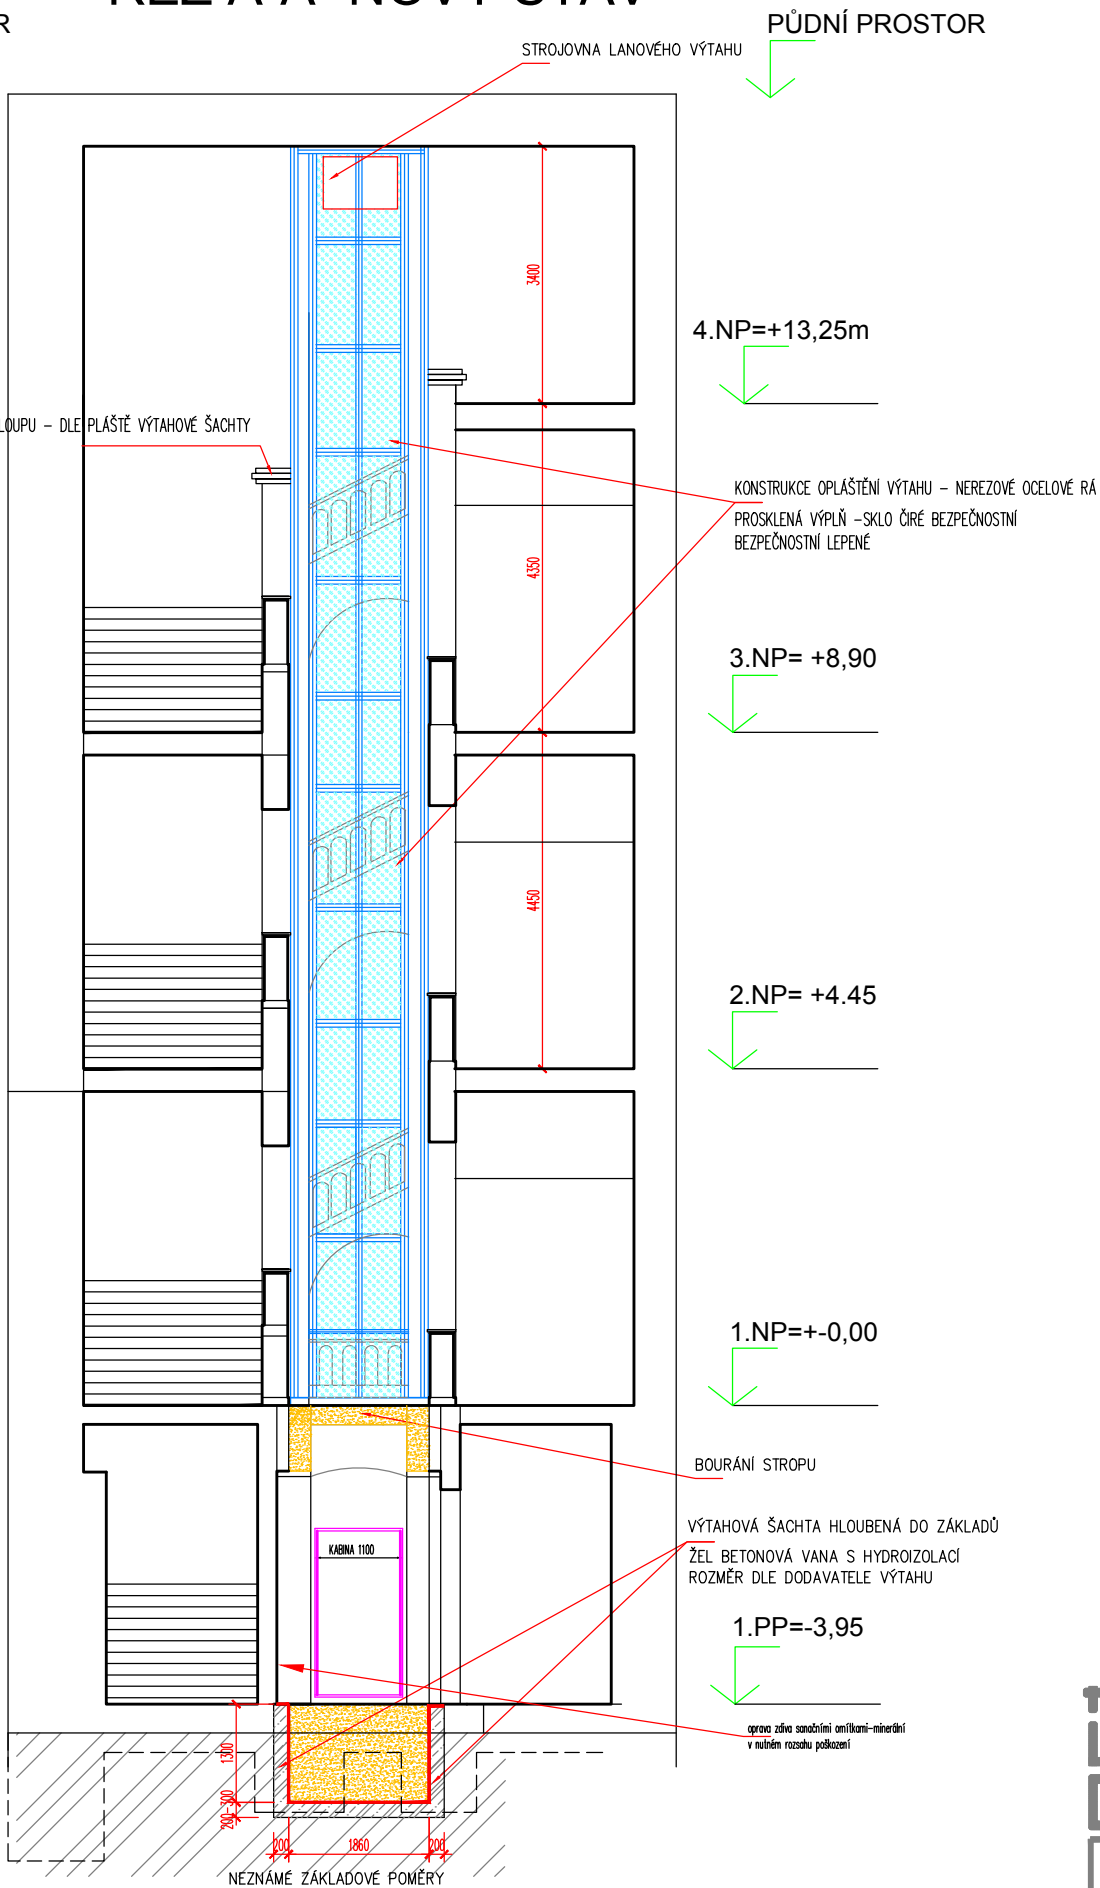 PŮDNÍ PROSTOR
STROJOVNA LANOVÉHO VÝTAHU
3400
4.NP=+13,25m
LOUPU – DLE PLÁŠTĚ VÝTAHOVÉ ŠACHTY
KONSTRUKCE OPLÁŠTĚNÍ VÝTAHU – NEREZOVÉ OCELOVÉ RÁ
PROSKLENÁ VÝPLŇ –SKLO ČIRÉ BEZPEČNOSTNÍ
BEZPEČNOSTNÍ LEPENÉ
4350
3.NP= +8,90
4450
2.NP= +4.45
1.NP=+-0,00
BOURÁNÍ STROPU
VÝTAHOVÁ ŠACHTA HLOUBENÁ DO ZÁKLADŮ
ŽEL BETONOVÁ VANA S HYDROIZOLACÍ
ROZMĚR DLE DODAVATELE VÝTAHU
KABINA 1100
1.PP=-3,95
oprava zdiva sanačními omítkami–minerální
v nutném rozsahu poškození
1300
200-300
200
1860
200
NEZNÁMÉ ZÁKLADOVÉ POMĚRY